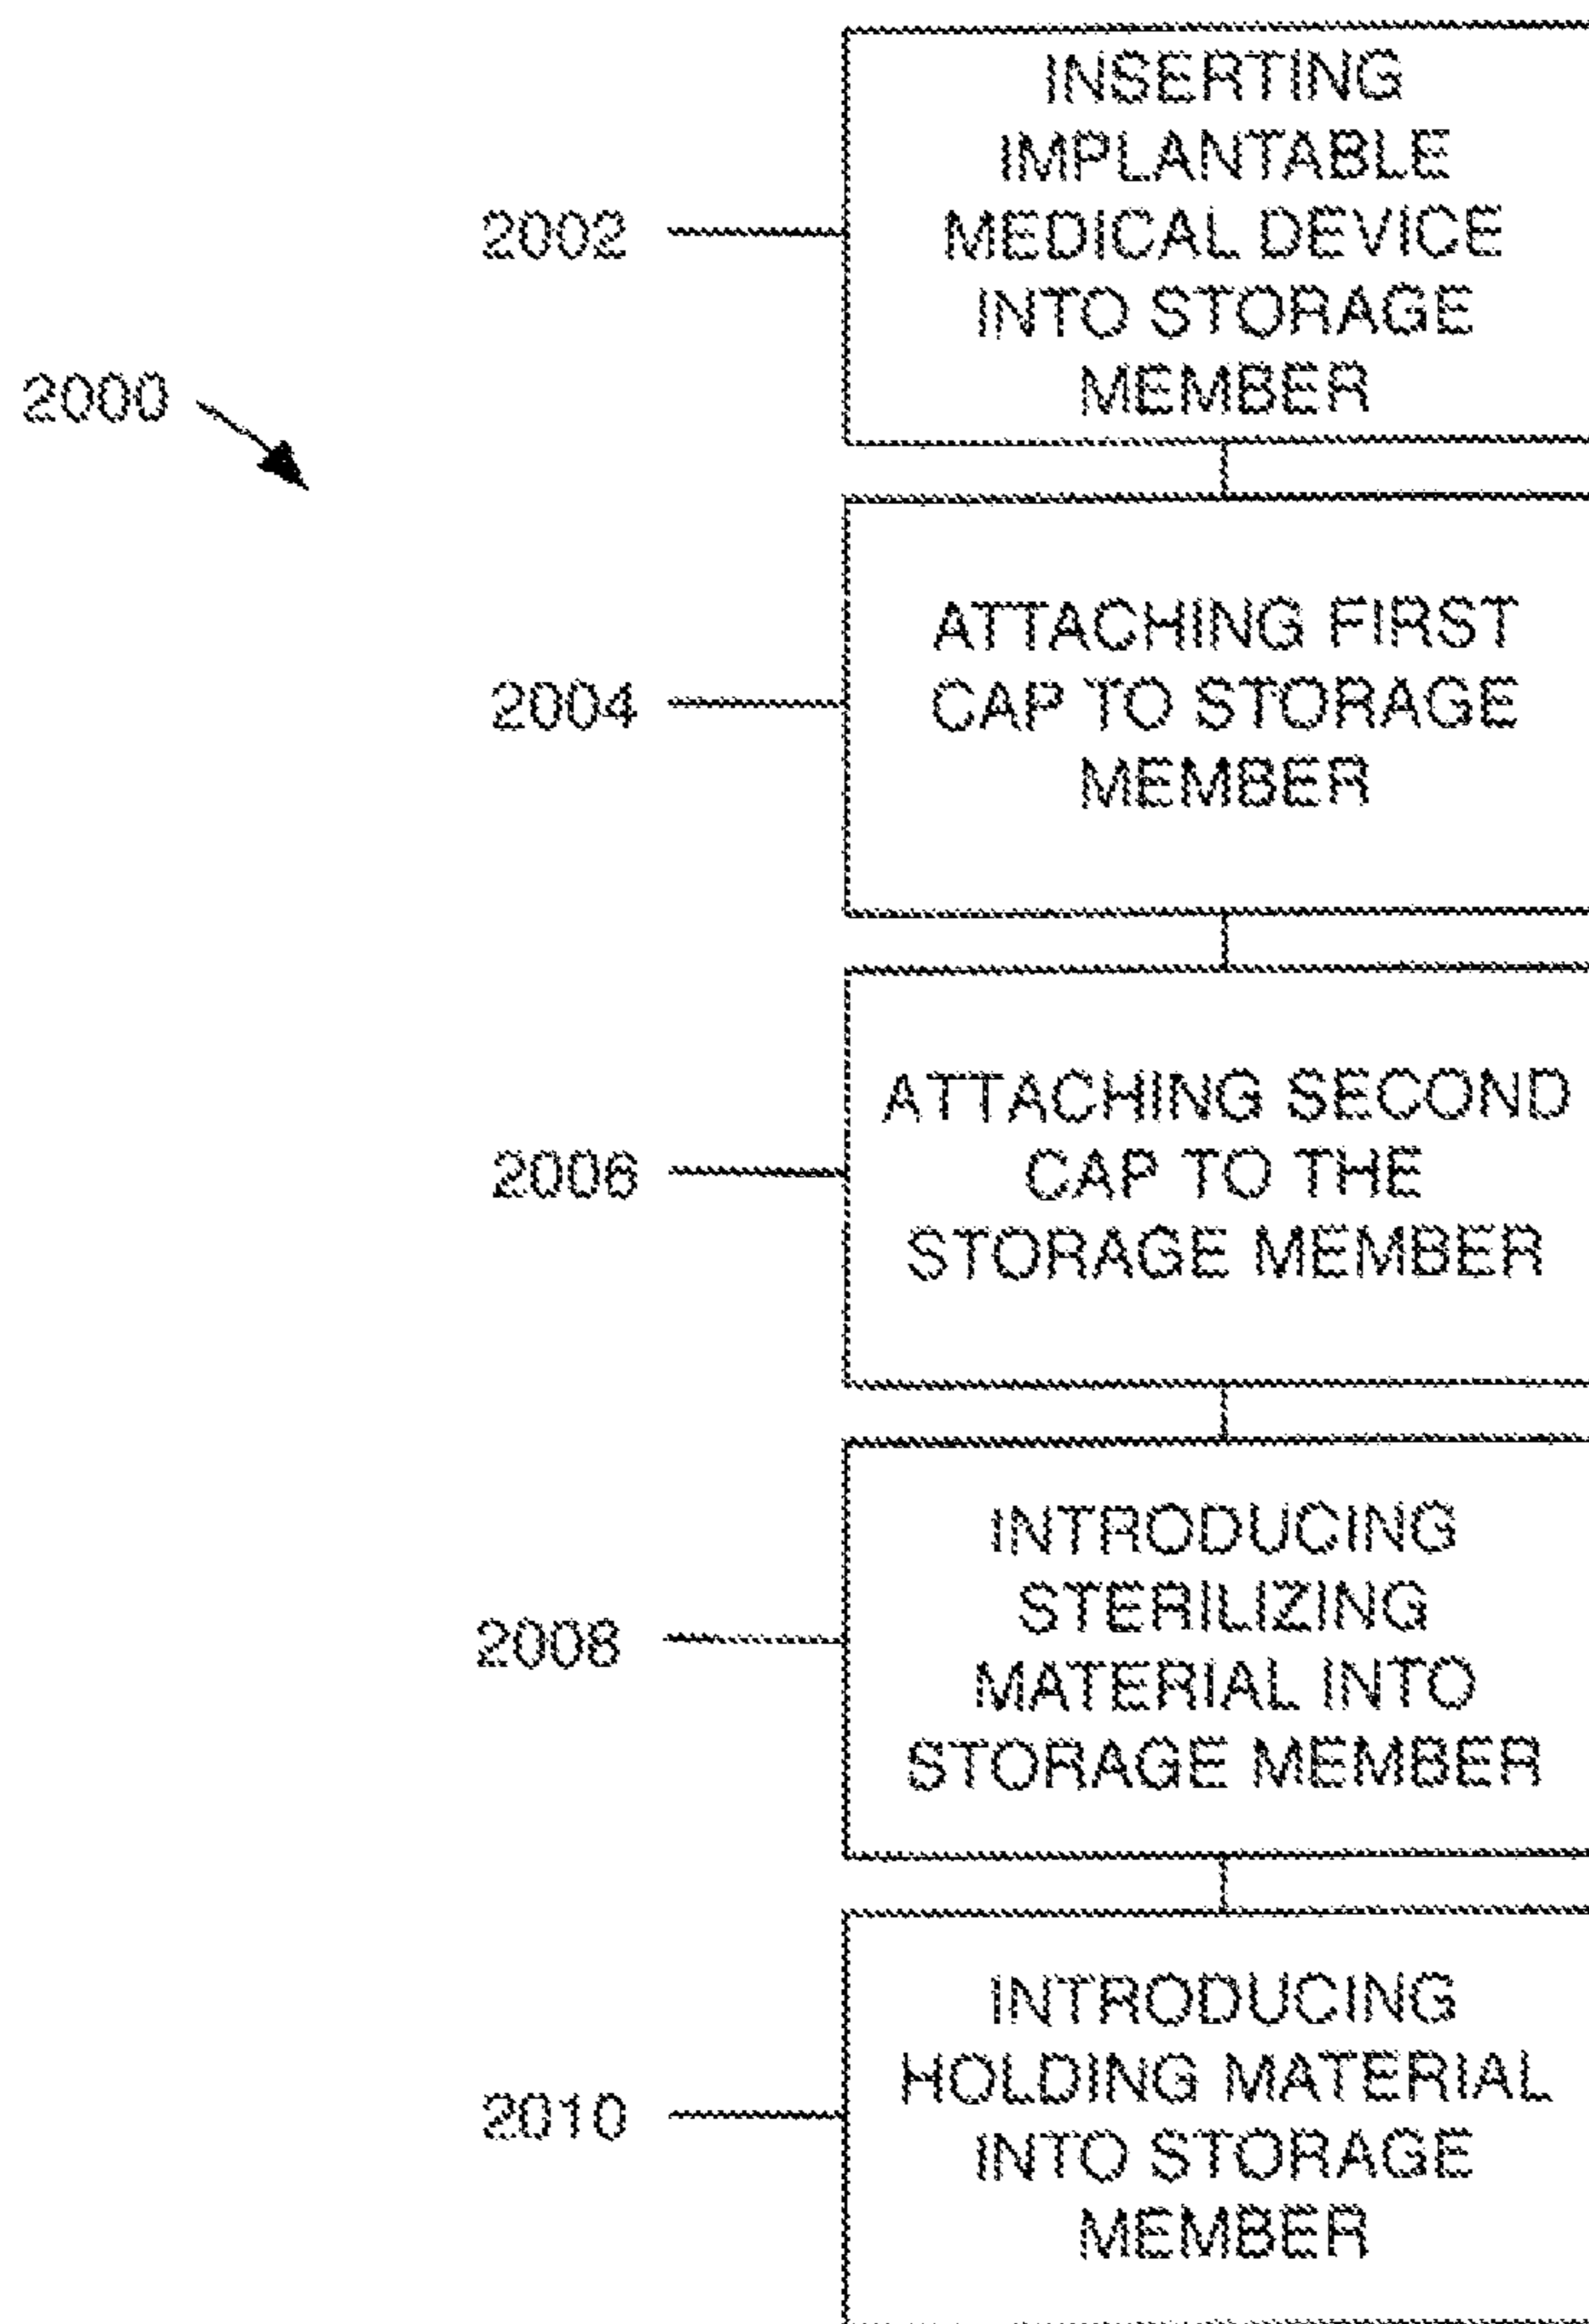 INSERTING
IMPLANTABLE
MEDICAL DEVICE
INTO STORAGE
MEMBER
2002
2000
ATTACHING FIRST
CAP TO STORAGE
MEMBER
2004
ATTACHING SECOND
CAP TO THE
STORAGE MEMBER
2006
INTRODUCING
STERILIZING
MATERIAL INTO
STORAGE MEMBER
2008
INTRODUCING
HOLDING MATERIAL
INTO STORAGE
MEMBER
2010